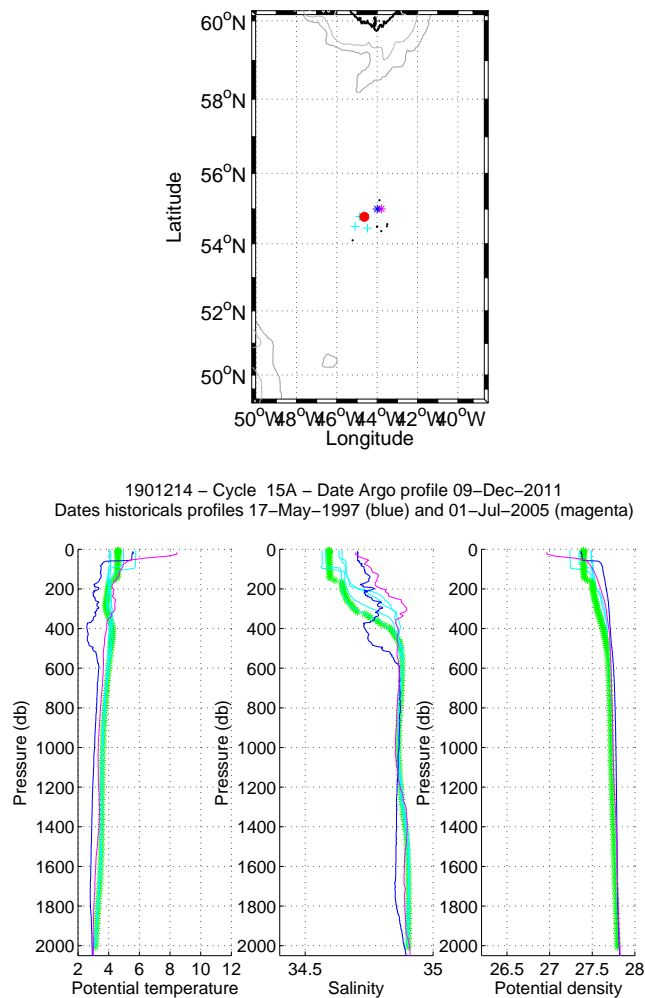 60°N
58°N
56°N
54°N
52°N
50°N
Latitude
50°W 48°W 46°W 44°W 42°W 40°W
Longitude
1901214 − Cycle 15A − Date Argo profile 09−Dec−2011
Dates historicals profiles 17−May−1997 (blue) and 01−Jul−2005 (magenta)
0
200
400
600
800
1000
1200
1400
1600
1800
2000
Pressure (db)
2 4 6 8 10 12
Potential temperature
0
200
400
600
800
1000
1200
1400
1600
1800
2000
Pressure (db)
34.5 35
Salinity
0
200
400
600
800
1000
1200
1400
1600
1800
2000
Pressure (db)
26.5 27 27.5 28
Potential density